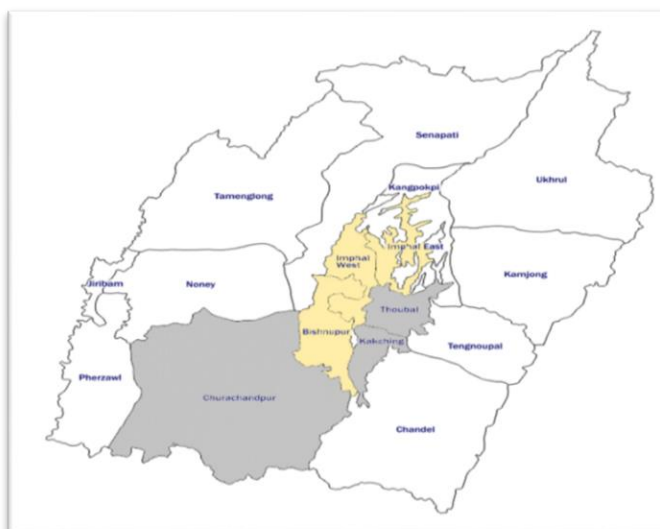 Senapati
Ukhrul
Kangpokpi
Tamenglong
Imphal East
Imphal
West
Kamjong
Jiribam
Noney
Thoubal
Bishnupur
Kakching
Tengnoupal
Pherzawl
Churachandpur
Chandel